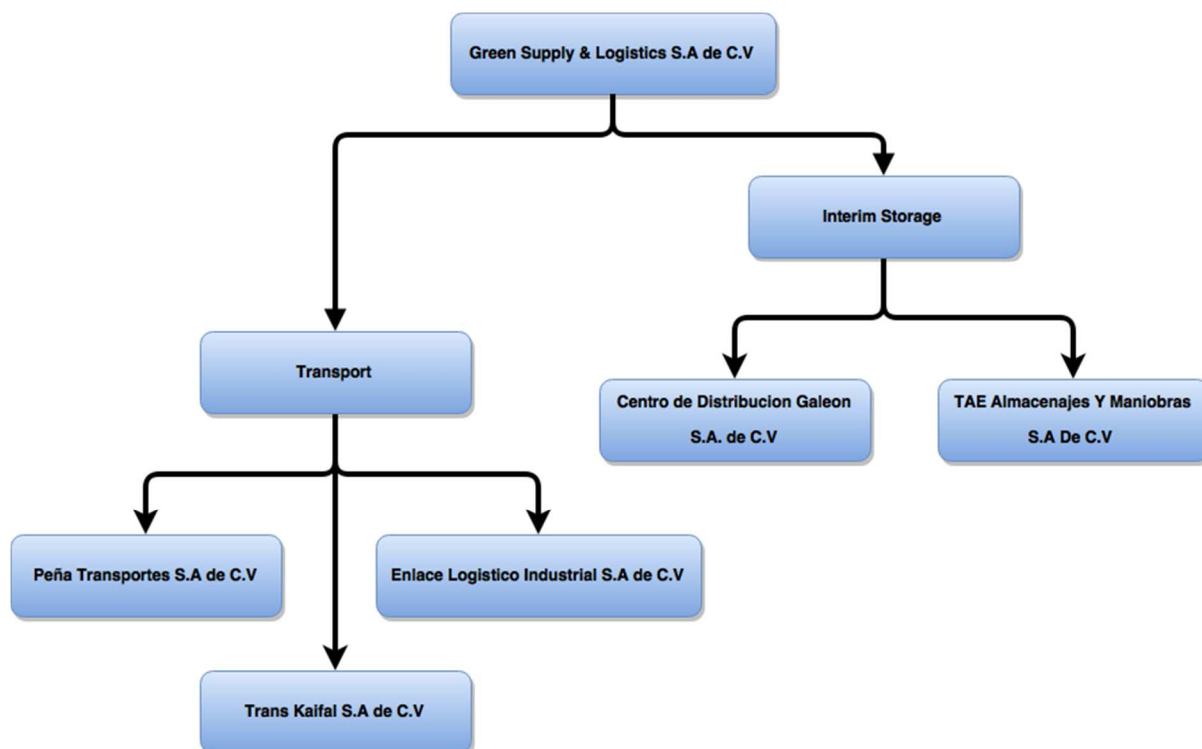 Green Supply & Logistics S.A de C.V
Interim Storage
Transport
Centro de Distribucion Galeon
S.A. de C.V
TAE Almacenajes Y Maniobras
S.A De C.V
Peña Transportes S.A de C.V
Enlace Logistico Industrial S.A de C.V
Trans Kaifal S.A de C.V